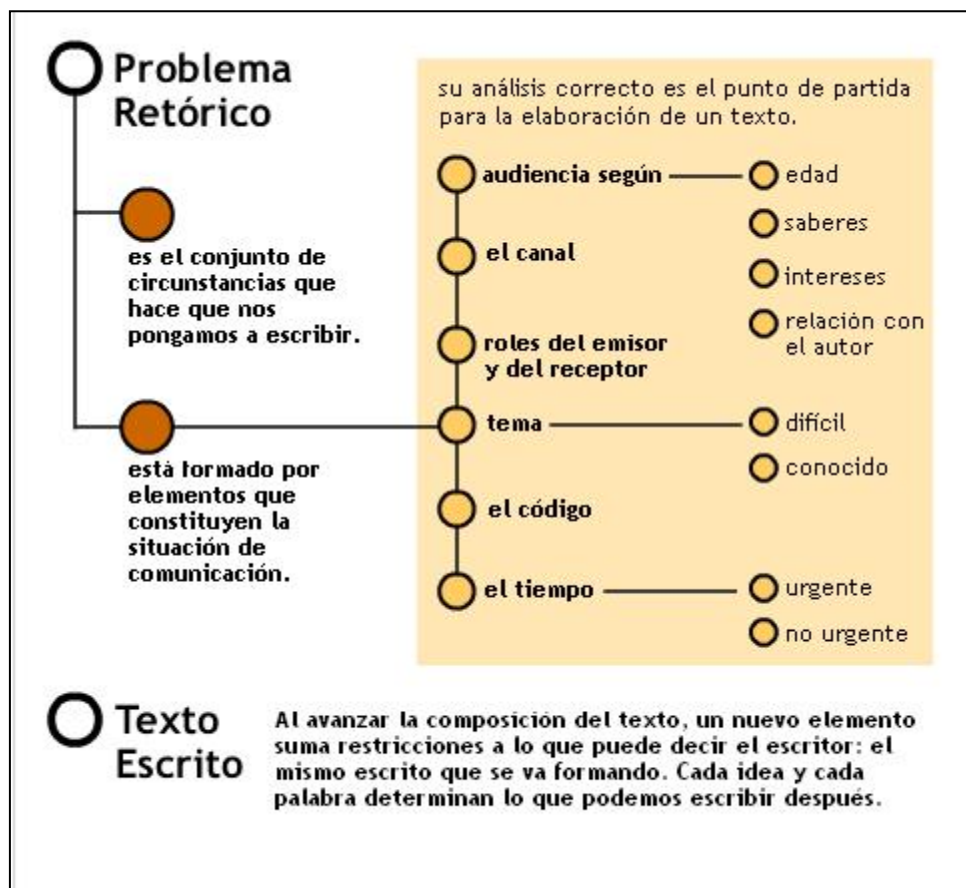 Problema
Retórico
es el conjunto de
circunstancias que
hace que nos
pongamos a escribir.
está formado por
elementos que
constituyen la
situación de
comunicación.
su análisis correcto es el punto de partida
para la elaboración de un texto.
audiencia según
edad
saberes
intereses
relación con
el autor
el canal
roles del emisor
y del receptor
tema
difícil
conocido
el código
el tiempo
urgente
no urgente
Texto
Escrito
Al avanzar la composición del texto, un nuevo elemento
suma restricciones a lo que puede decir el escritor: el
mismo escrito que se va formando. Cada idea y cada
palabra determinan lo que podemos escribir después.